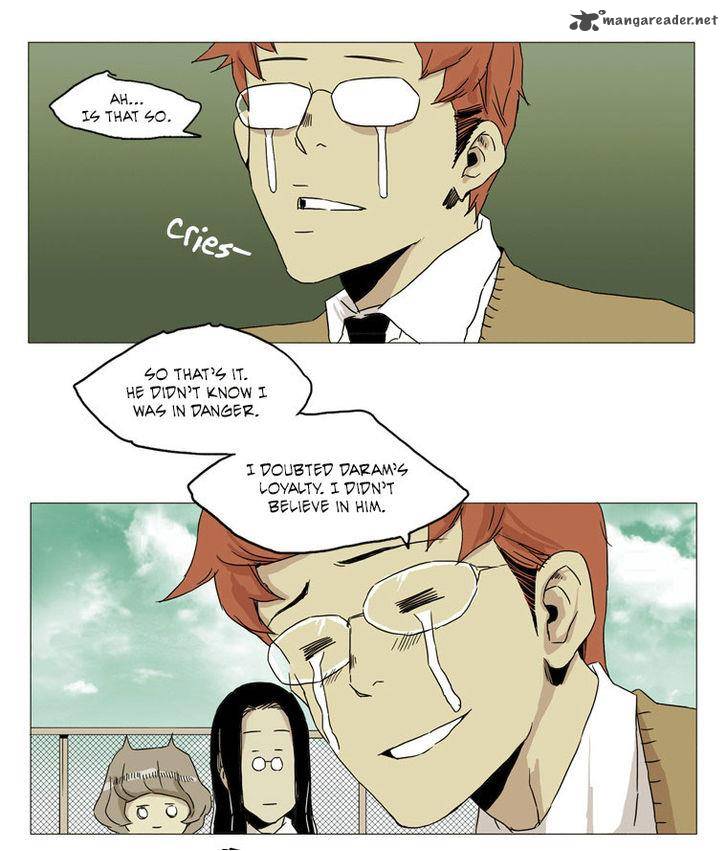 mangareader.net
AH...
IS THAT SO.
cries-
SO THAT'S IT.
HE DIDN'T KNOW I
WAS IN DANGER.
I DOUBTED DARAM'S
LOYALTY. I DIDN'T
BELIEVE IN HIM.